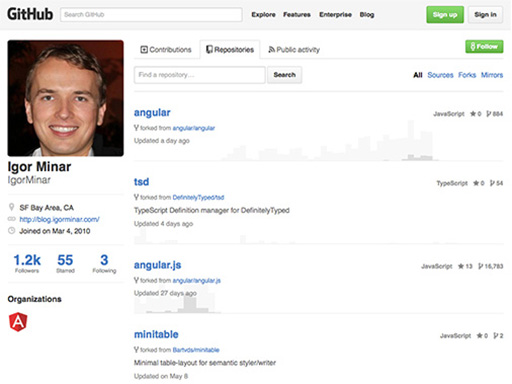 GitHub
Search GitHub
Explore Features Enterprise Blog
Sign up
Sign in
Contributions
Repositories
Public activity
Follow
Find a repository…
Search
All Sources Forks Mirrors
Igor Minar
IgorMinar
SF Bay Area, CA
http://blog.igorminar.com/
Joined on Mar 4, 2010
1.2k
Followers
55
Starred
3
Following
Organizations
A
angular
JavaScript 0 884
forked from angular/angular
Updated a day ago
tsd
TypeScript 0 54
forked from DefinitelyTyped/tsd
TypeScript Definition manager for DefinitelyTyped
Updated 4 days ago
angular.js
JavaScript 13 16,783
forked from angular/angular.js
Updated 27 days ago
minitable
JavaScript 0 2
forked from Bartvds/minitable
Minimal table-layout for semantic styler/writer
Updated on May 8